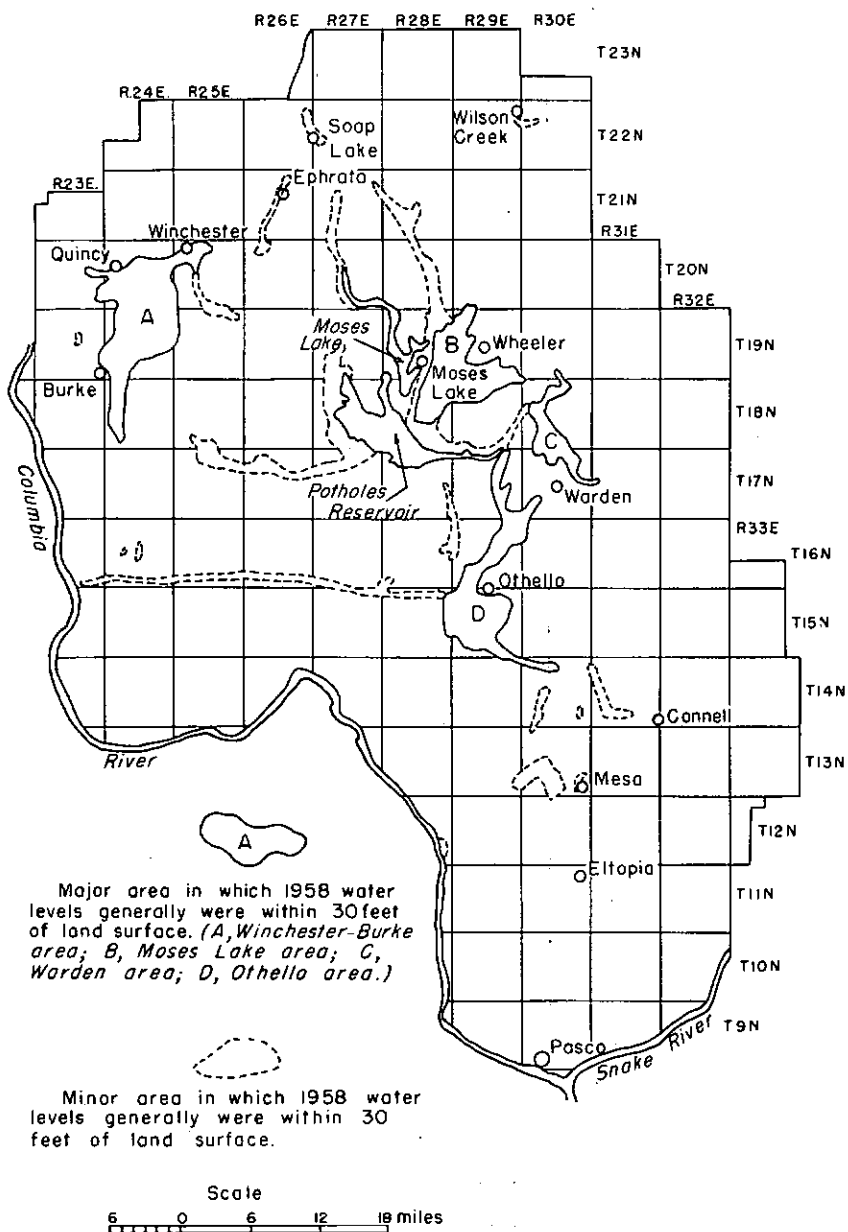 R26E R27E R28E R29E R30E
T23N
R.24E. R25E
Wilson
Creek
Soap
Lake
T22N
Ephrata
R.23E.
T21N
Winchester
R31E
Quincy
T20N
R32E
A
Moses
Lake
B
Wheeler
T19N
Moses
Lake
Burke
T18N
C
Columbia
Potholes
Reservoir
Warden
T17N
R33E
T16N
Othello
D
T15N
T14N
Connell
River
T13N
Mesa
A
T12N
Eltopia
T11N
Major area in which 1958 water
levels generally were within 30 feet
of land surface. (A, Winchester-Burke
area; B, Moses Lake area; C,
Warden area; D, Othello area.)
T10N
T9N
Pasco
Snake River
Minor area in which 1958 water
levels generally were within 30
feet of land surface.
Scale
6 0 6 12 18 miles